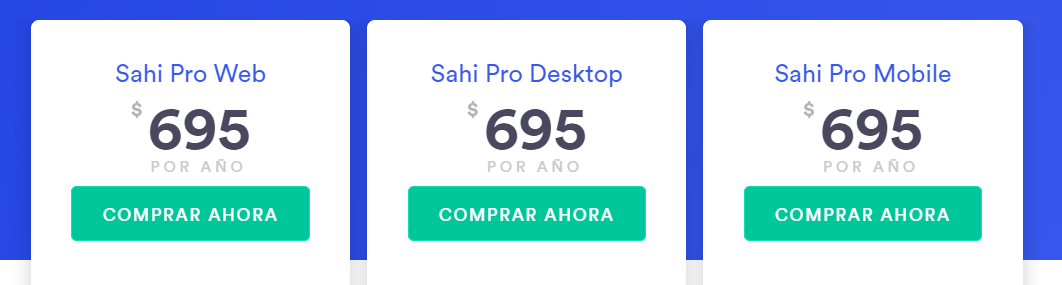 Sahi Pro Web
$ 695
POR AÑO
COMPRAR AHORA
Sahi Pro Desktop
$ 695
POR AÑO
COMPRAR AHORA
Sahi Pro Mobile
$ 695
POR AÑO
COMPRAR AHORA